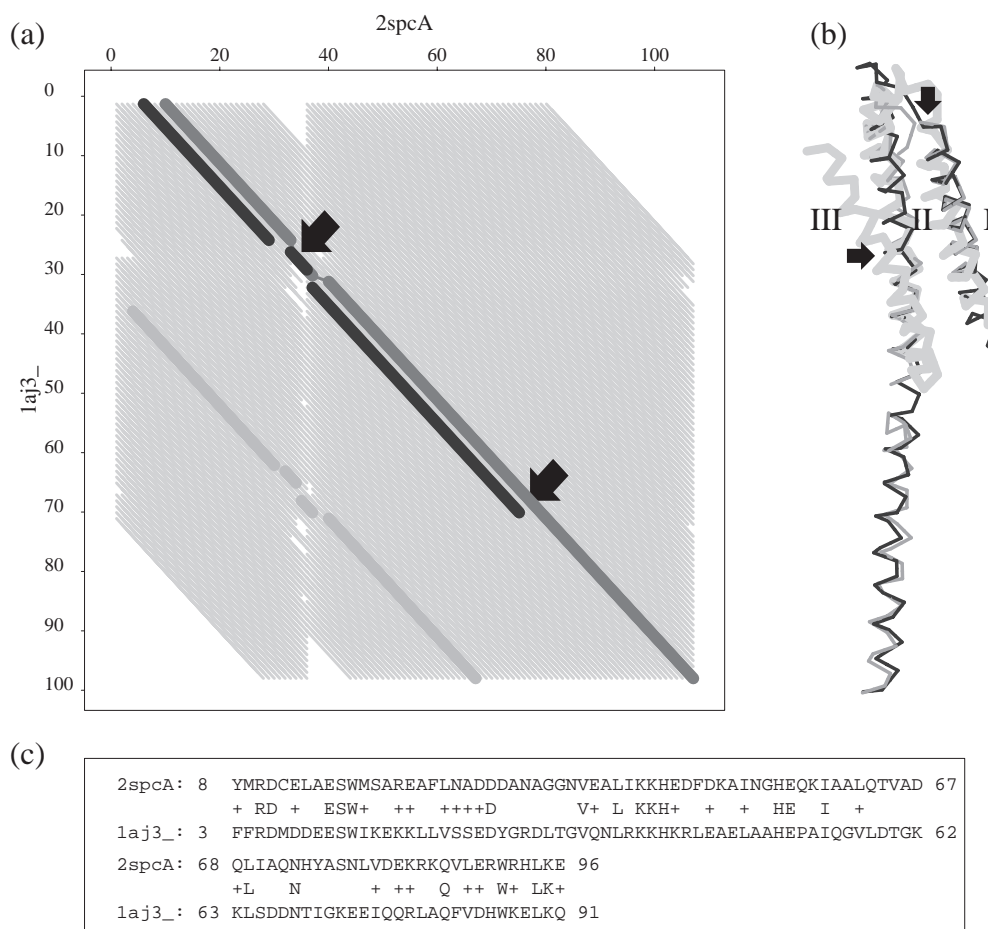 (a)
2spcA
0 20 40 60 80 100
0
10
20
30
40
50
60
70
80
90
100
1aj3_
(b)
III II I
(c)
2spcA: 8 YMRDCELAESWMSAREAFLNADDDANAGGNVEALIKKHEDFDKAINGHEQKIAALQTVAD 67
+ RD + ESW+ ++ ++++D V+ L KKH+ + + HE I +
1aj3_: 3 FFRDMDDEESWIKEKKLLVSSEDYGRDLTGVQNLRKKHKRLEAELAAHEPAIQGVLDTGK 62
2spcA: 68 QLIAQNHYASNLVDEKRKQVLERWRHLKE 96
+L N + ++ Q ++ W+ LK+
1aj3_: 63 KLSDDNTIGKEEIQQRLAQFVDHWKELKQ 91